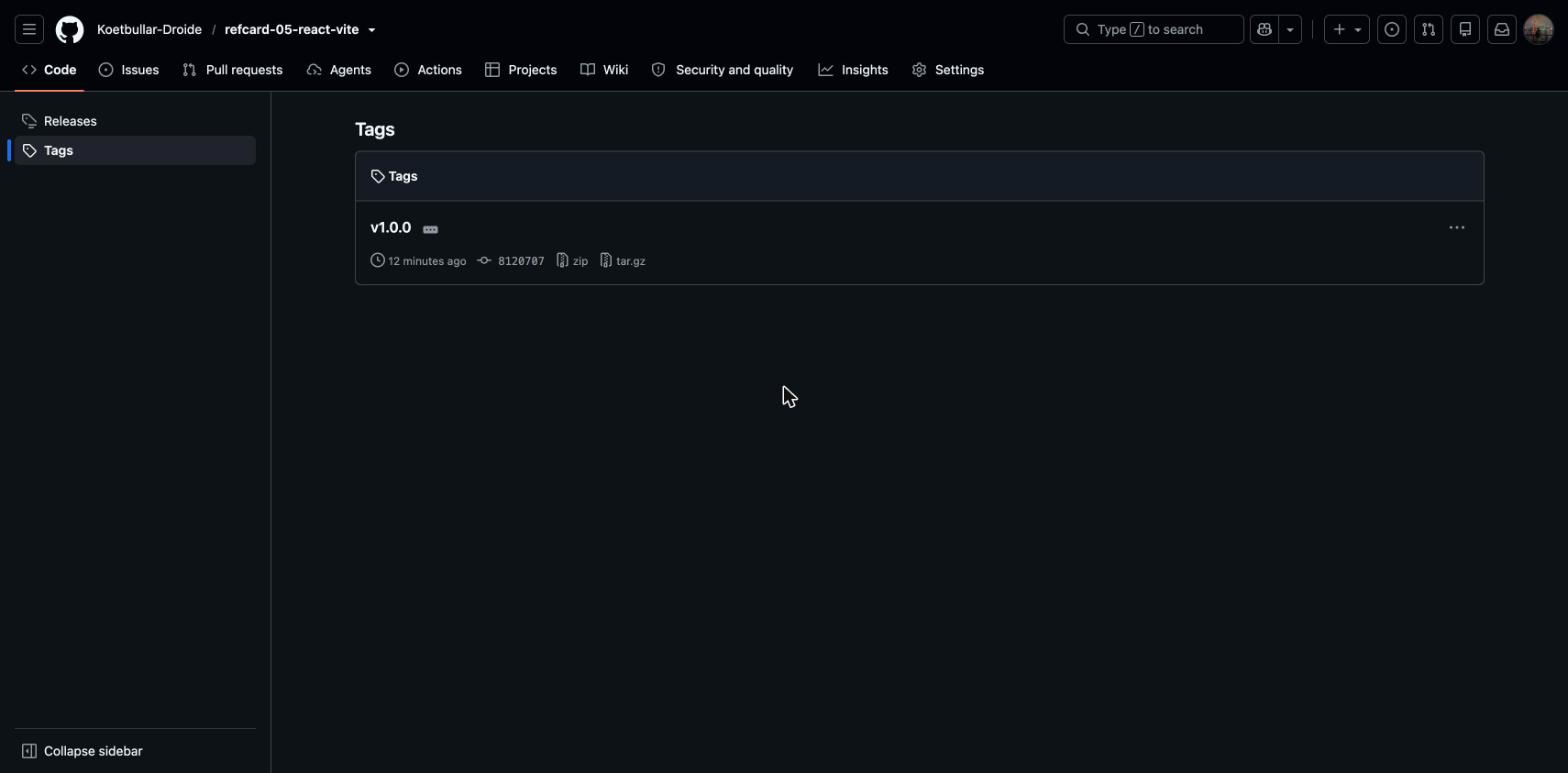 Koetbullar-Droide / refcard-05-react-vite
Type / to search
Code Issues Pull requests Agents Actions Projects Wiki Security and quality Insights Settings
Releases
Tags
Tags
Tags
v1.0.0
12 minutes ago 8120707 zip tar.gz
Collapse sidebar